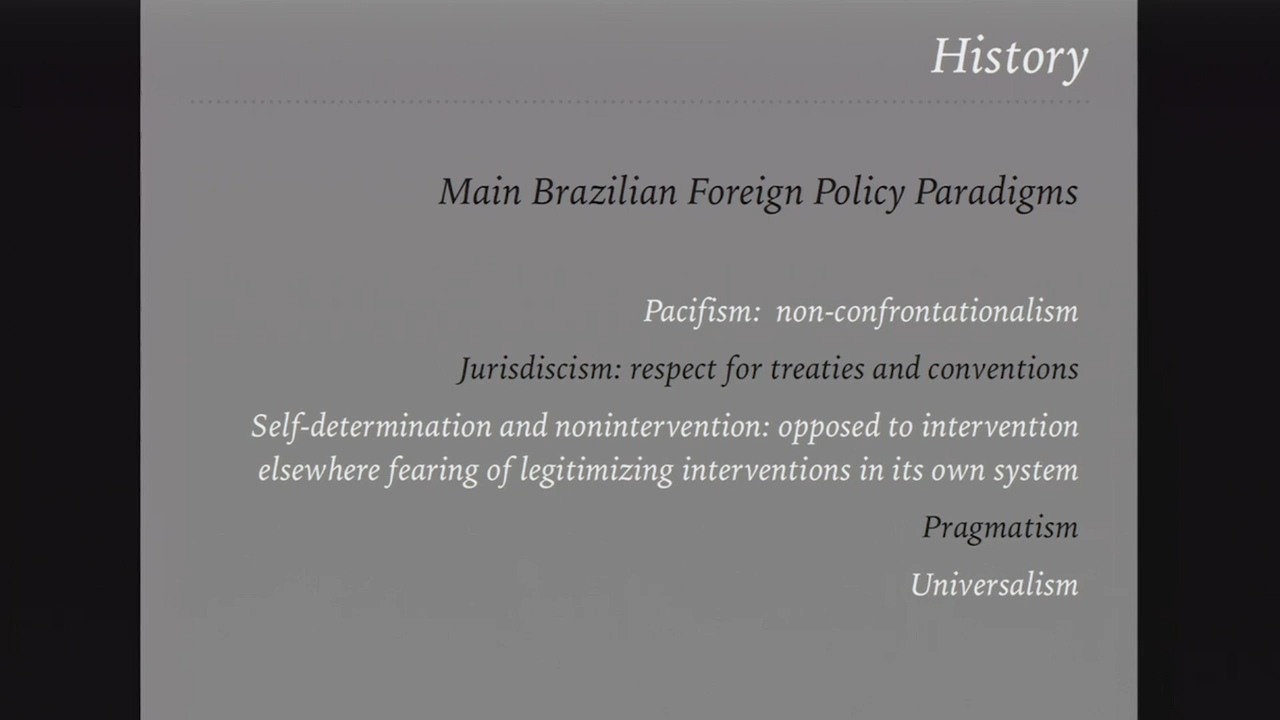 History
Main Brazilian Foreign Policy Paradigms
Pacifism: non-confrontationalism
Jurisdiscism: respect for treaties and conventions
Self-determination and nonintervention: opposed to intervention
elsewhere fearing of legitimizing interventions in its own system
Pragmatism
Universalism